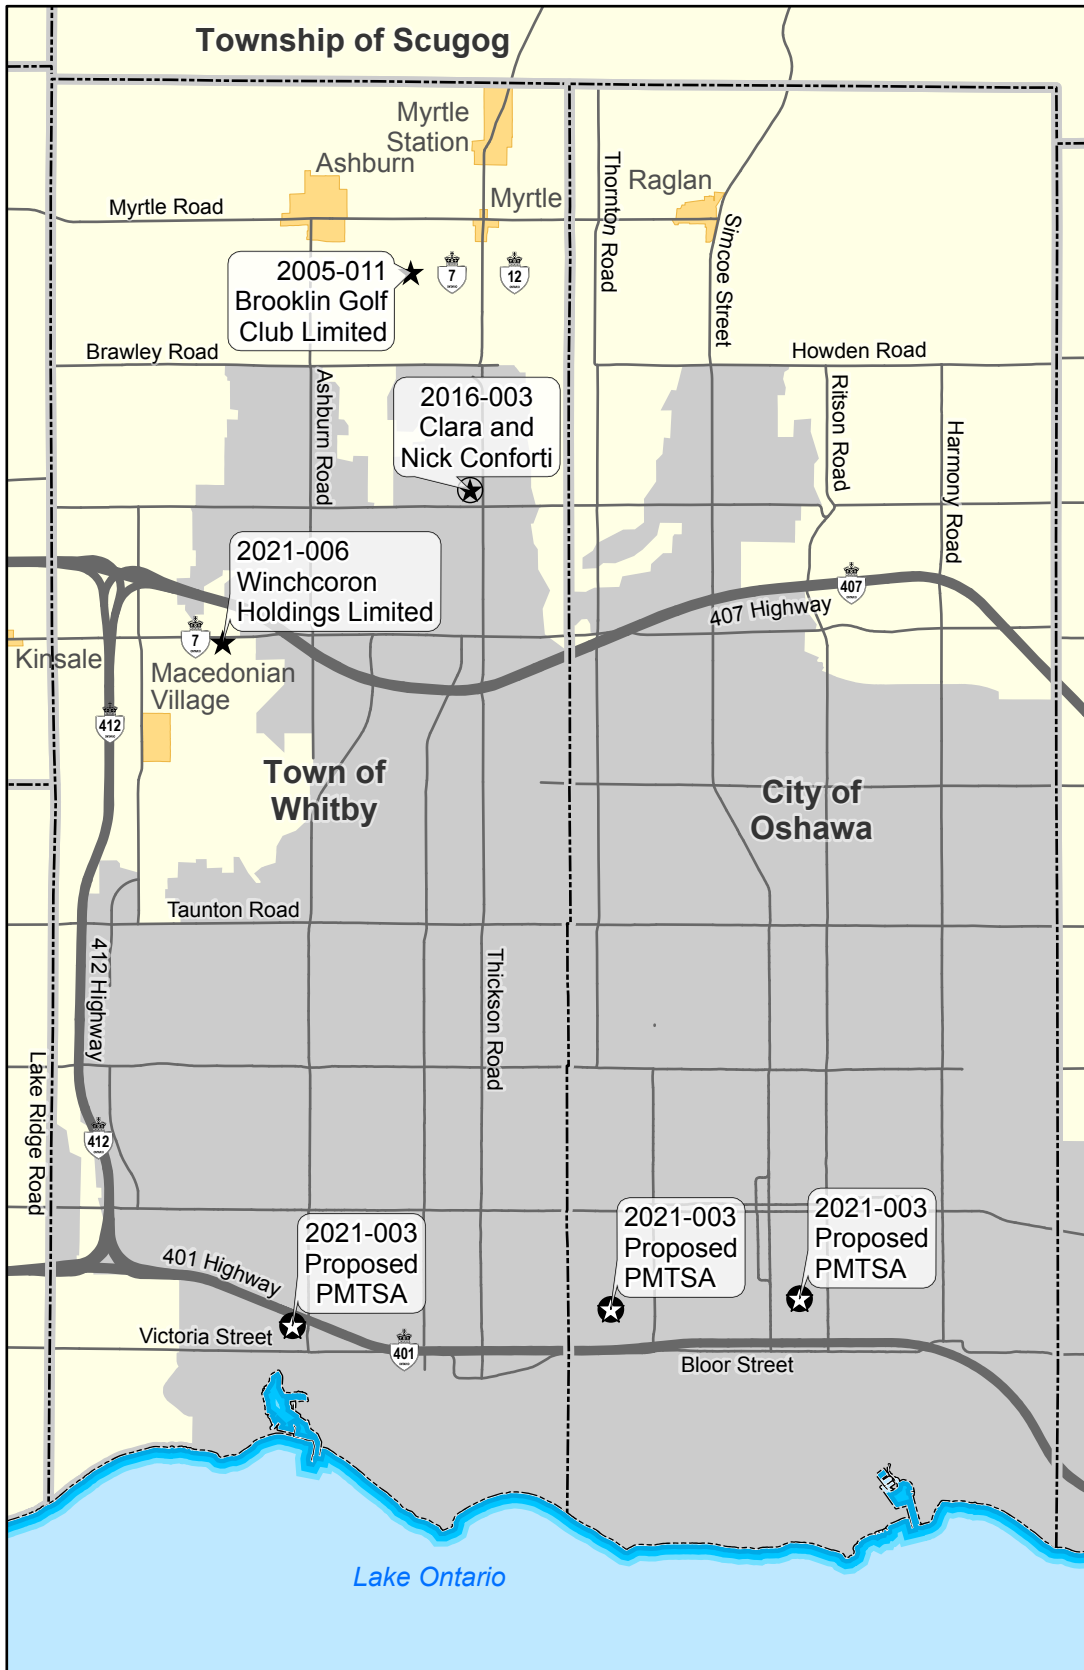 Township of Scugog
Myrtle
Station
Ashburn
Myrtle
Raglan
Myrtle Road
Thornton Road
Simcoe Street
2005-011
Brooklin Golf
Club Limited
7
12
Brawley Road
Howden Road
Ashburn Road
2016-003
Clara and
Nick Conforti
Ritson Road
Harmony Road
2021-006
Winchcoron
Holdings Limited
407
407 Highway
7
Kinsale
Macedonian
Village
412
Town of
Whitby
City of
Oshawa
Taunton Road
412 Highway
Thickson Road
Lake Ridge Road
412
2021-003
Proposed
PMTSA
2021-003
Proposed
PMTSA
2021-003
Proposed
PMTSA
401 Highway
Victoria Street
401
Bloor Street
Lake Ontario